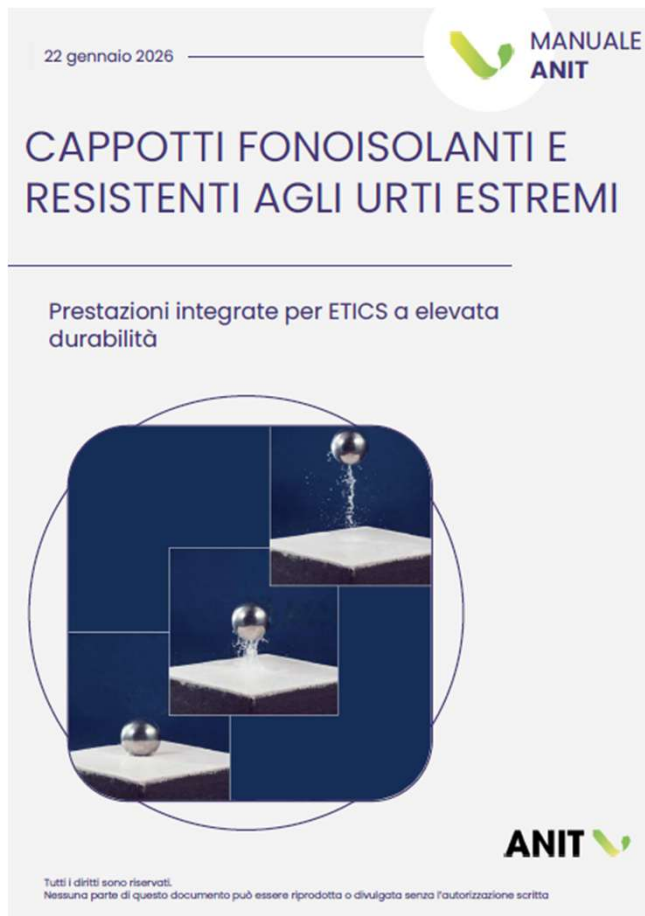 22 gennaio 2026
MANUALE
ANIT
CAPPOTTI FONOISOLANTI E
RESISTENTI AGLI URTI ESTREMI
Prestazioni integrate per ETICS a elevata
durabilità
ANIT
Tutti i diritti sono riservati.
Nessuna parte di questo documento può essere riprodotta o divulgata senza l'autorizzazione scritta